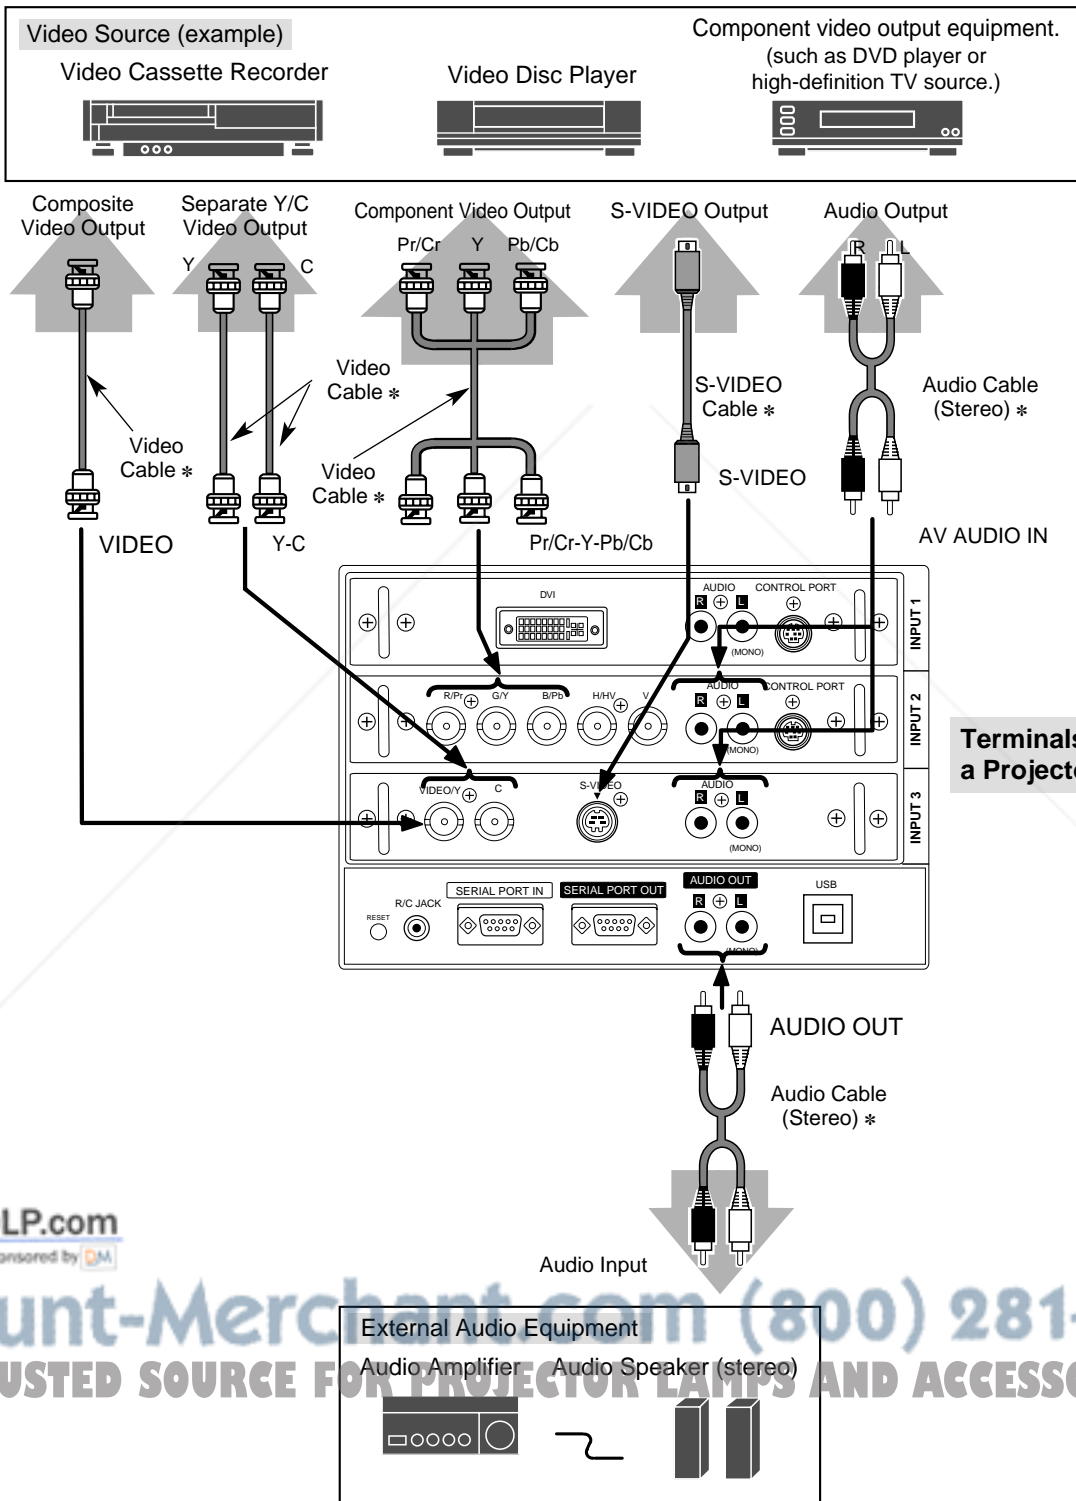 Video Source (example)
Video Cassette Recorder
Video Disc Player
Component video output equipment.
(such as DVD player or
high-definition TV source.)
Composite
Video Output
Separate Y/C
Video Output
Component Video Output
S-VIDEO Output
Audio Output
Y
C
Pr/Cr
Y
Pb/Cb
R
L
Video
Cable *
Video
Cable *
Video
Cable *
S-VIDEO
Cable *
Audio Cable
(Stereo) *
VIDEO
Y-C
Pr/Cr-Y-Pb/Cb
S-VIDEO
AV AUDIO IN
DVI
AUDIO
R
L
(MONO)
CONTROL PORT
INPUT 1
R/Pr
G/Y
B/Pb
H/HV
V
AUDIO
R
L
(MONO)
CONTROL PORT
INPUT 2
VIDEO/Y
C
S-VIDEO
AUDIO
R
L
(MONO)
INPUT 3
Terminals
a Projecto
RESET
R/C JACK
SERIAL PORT IN
SERIAL PORT OUT
AUDIO OUT
R
L
(MONO)
USB
AUDIO OUT
Audio Cable
(Stereo) *
Audio Input
LP.com
onsored by DM
unt-Merchant.com (800) 281-
USTED SOURCE FOR PROJECTOR LAMPS AND ACCESSO
External Audio Equipment
Audio Amplifier
Audio Speaker (stereo)